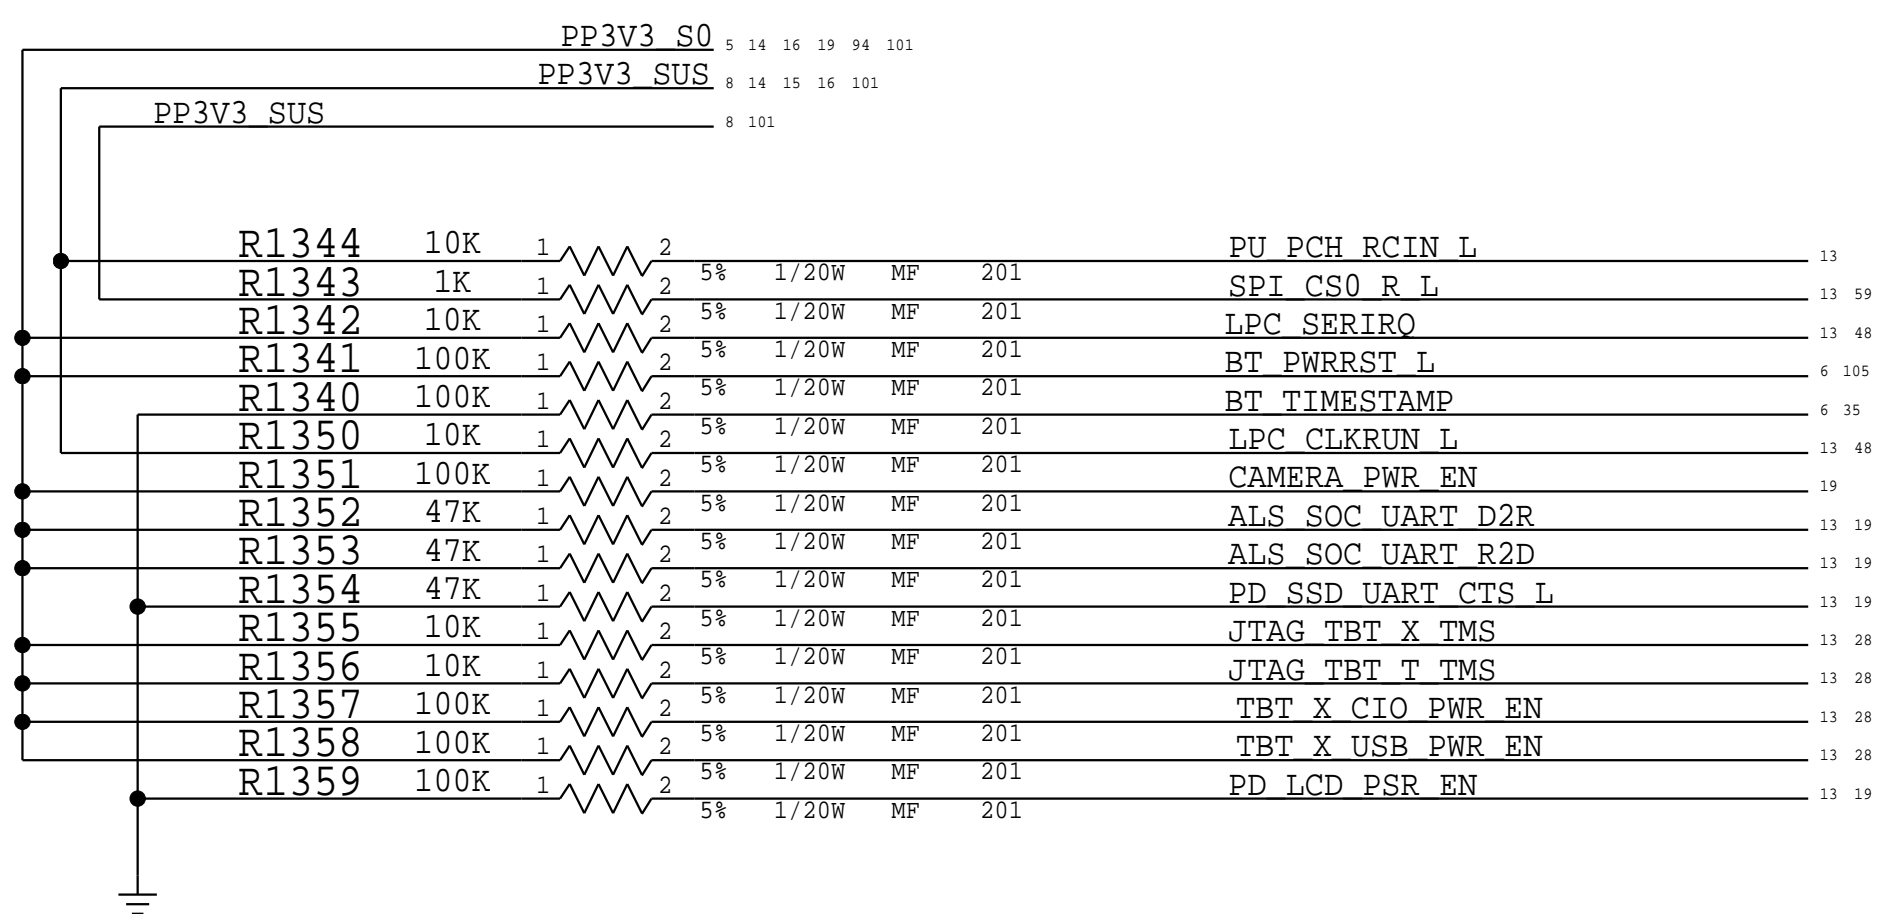 PP3V3_S0 5 14 16 19 94 101
PP3V3_SUS 8 14 15 16 101
PP3V3_SUS 8 101
R1344 10K 1 2 PU_PCH_RCIN_L 13
5% 1/20W MF 201
R1343 1K 1 2 SPI_CS0_R_L 13 59
5% 1/20W MF 201
R1342 10K 1 2 LPC_SERIRQ 13 48
5% 1/20W MF 201
R1341 100K 1 2 BT_PWRRST_L 6 105
5% 1/20W MF 201
R1340 100K 1 2 BT_TIMESTAMP 6 35
5% 1/20W MF 201
R1350 10K 1 2 LPC_CLKRUN_L 13 48
5% 1/20W MF 201
R1351 100K 1 2 CAMERA_PWR_EN 19
5% 1/20W MF 201
R1352 47K 1 2 ALS_SOC_UART_D2R 13 19
5% 1/20W MF 201
R1353 47K 1 2 ALS_SOC_UART_R2D 13 19
5% 1/20W MF 201
R1354 47K 1 2 PD_SSD_UART_CTS_L 13 19
5% 1/20W MF 201
R1355 10K 1 2 JTAG_TBT_X_TMS 13 28
5% 1/20W MF 201
R1356 10K 1 2 JTAG_TBT_T_TMS 13 28
5% 1/20W MF 201
R1357 100K 1 2 TBT_X_CIO_PWR_EN 13 28
5% 1/20W MF 201
R1358 100K 1 2 TBT_X_USB_PWR_EN 13 28
5% 1/20W MF 201
R1359 100K 1 2 PD_LCD_PSR_EN 13 19
5% 1/20W MF 201